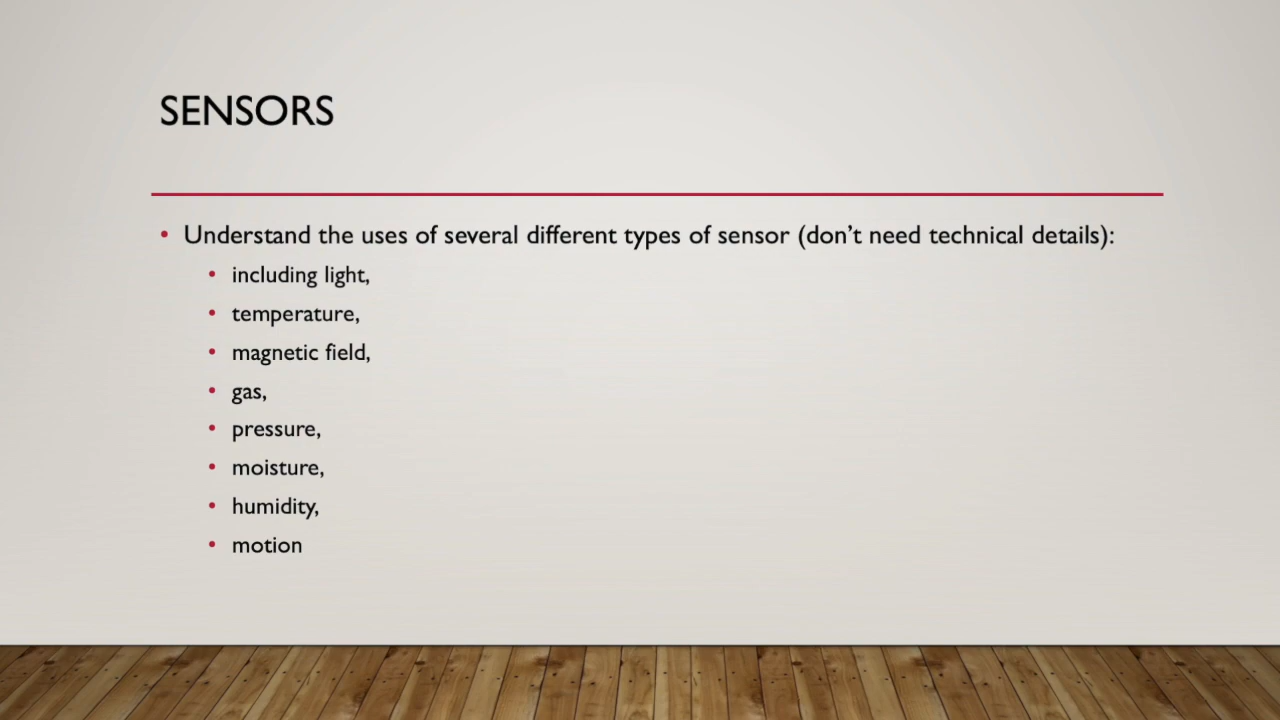 SENSORS
• Understand the uses of several different types of sensor (don’t need technical details):
• including light,
• temperature,
• magnetic field,
• gas,
• pressure,
• moisture,
• humidity,
• motion